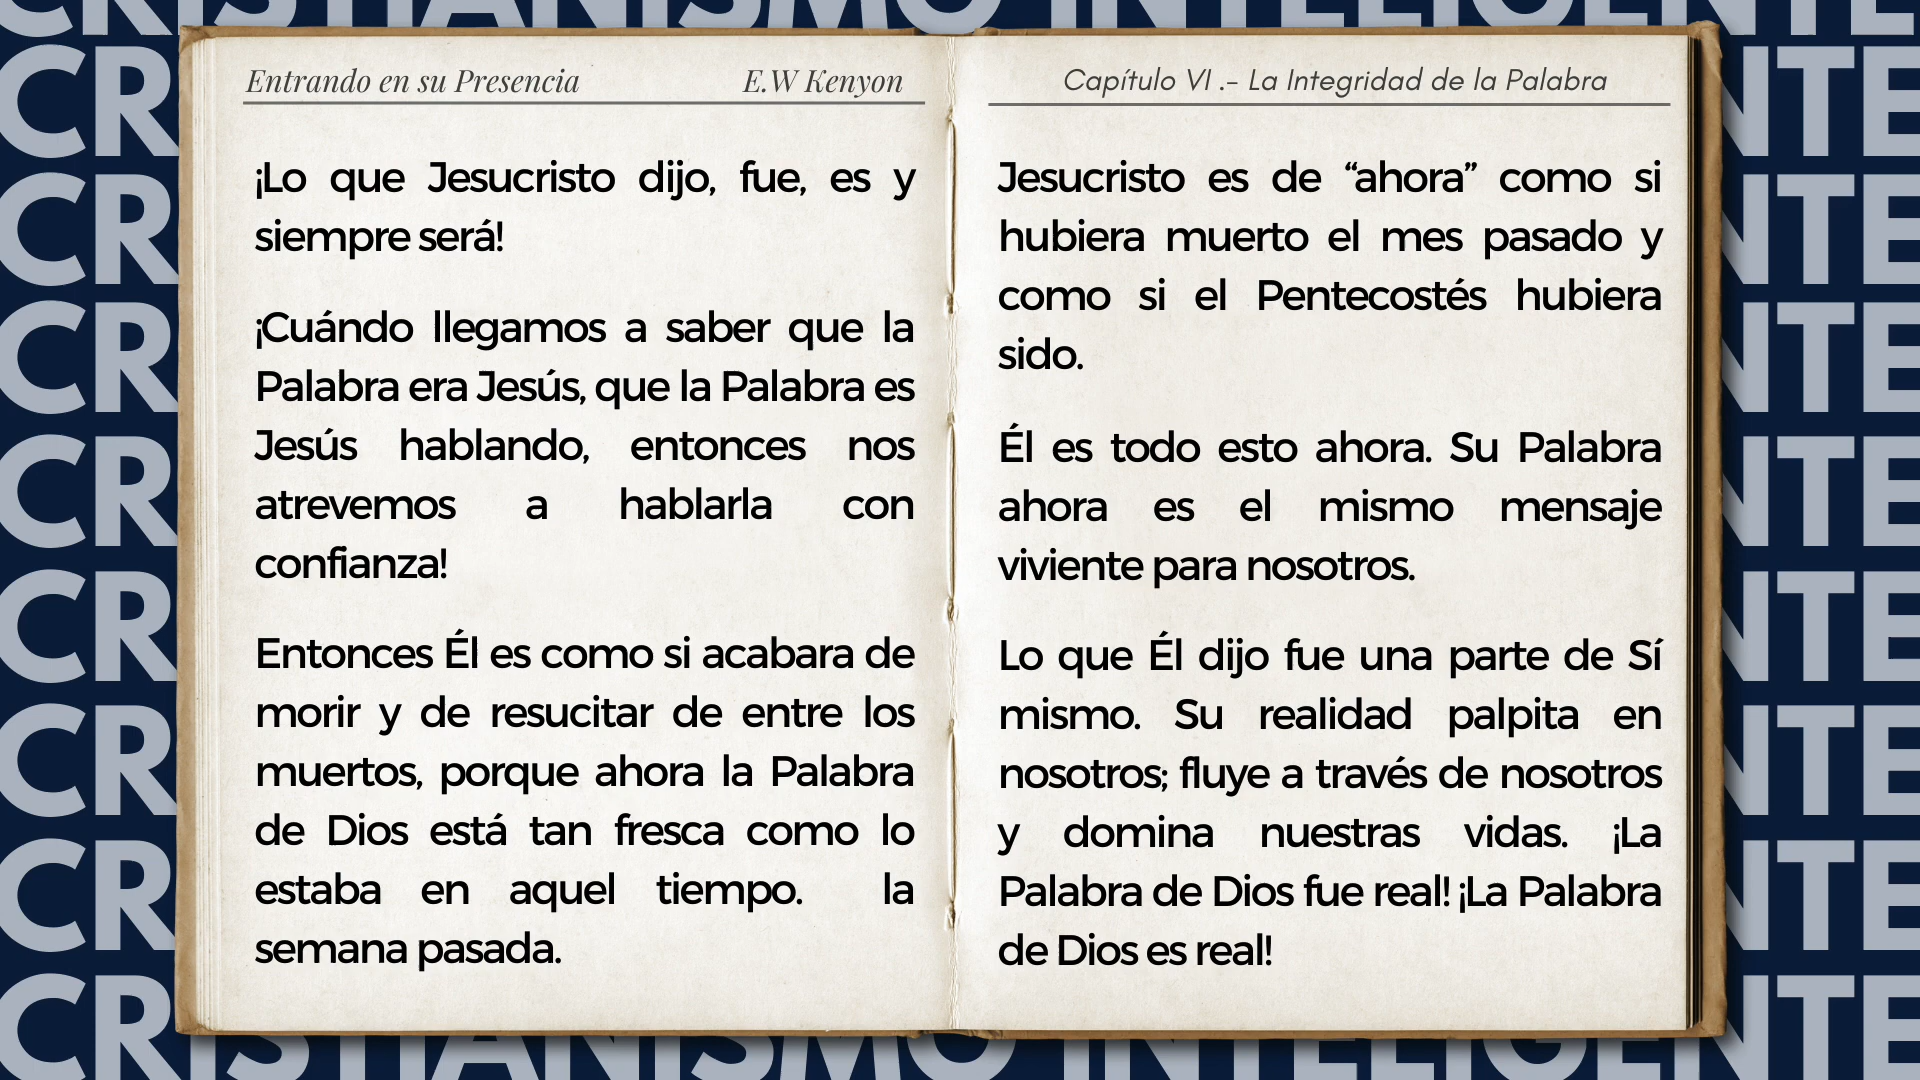 CRISTIANISMO INTELIGENTE
Entrando en su Presencia E.W Kenyon
¡Lo que Jesucristo dijo, fue, es y
siempre será!
¡Cuándo llegamos a saber que la
Palabra era Jesús, que la Palabra es
Jesús hablando, entonces nos
atrevemos a hablarla con
confianza!
Entonces Él es como si acabara de
morir y de resucitar de entre los
muertos, porque ahora la Palabra
de Dios está tan fresca como lo
estaba en aquel tiempo. la
semana pasada.
Capítulo VI .- La Integridad de la Palabra
Jesucristo es de “ahora” como si
hubiera muerto el mes pasado y
como si el Pentecostés hubiera
sido.
Él es todo esto ahora. Su Palabra
ahora es el mismo mensaje
viviente para nosotros.
Lo que Él dijo fue una parte de Sí
mismo. Su realidad palpita en
nosotros; fluye a través de nosotros
y domina nuestras vidas. ¡La
Palabra de Dios fue real! ¡La Palabra
de Dios es real!
CRISTIANISMO INTELIGENTE